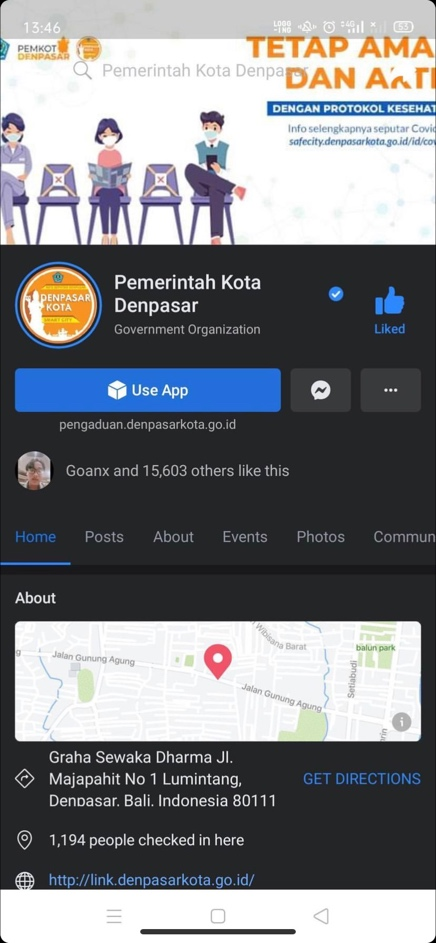 13:46
PEMKOT
DENPASAR
TETAP AMA
Pemerintah Kota Denpasar
DAN A
DENGAN PROTOKOL KESEHAT
Info selengkapnya seputar Covid
safecity.denpasarkota.go.id/id/cov
DENPASAR
KOTA
Pemerintah Kota
Denpasar
Government Organization
Liked
Use App
pengaduan.denpasarkota.go.id
Goanx and 15,603 others like this
Home Posts About Events Photos Commun
About
Wibisana Barat
balun park
Jalan Gunung Agung
Jalan Gunung Agung
Setiabudi
Graha Sewaka Dharma Jl.
Majapahit No 1 Lumintang,
Denpasar, Bali, Indonesia 80111
GET DIRECTIONS
1,194 people checked in here
http://link.denpasarkota.go.id/